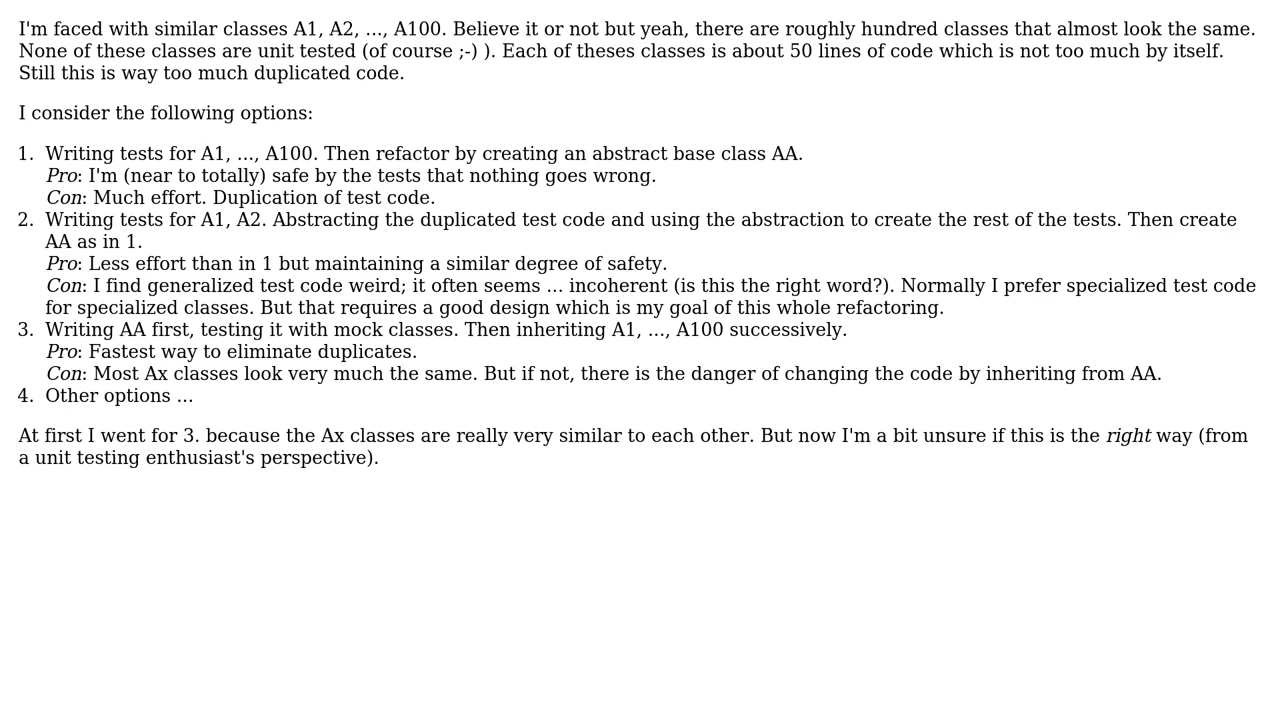 I'm faced with similar classes A1, A2, ..., A100. Believe it or not but yeah, there are roughly hundred classes that almost look the same.
None of these classes are unit tested (of course ;-) ). Each of theses classes is about 50 lines of code which is not too much by itself.
Still this is way too much duplicated code.
I consider the following options:
1. Writing tests for A1, ..., A100. Then refactor by creating an abstract base class AA.
Pro: I'm (near to totally) safe by the tests that nothing goes wrong.
Con: Much effort. Duplication of test code.
2. Writing tests for A1, A2. Abstracting the duplicated test code and using the abstraction to create the rest of the tests. Then create
AA as in 1.
Pro: Less effort than in 1 but maintaining a similar degree of safety.
Con: I find generalized test code weird; it often seems ... incoherent (is this the right word?). Normally I prefer specialized test code
for specialized classes. But that requires a good design which is my goal of this whole refactoring.
3. Writing AA first, testing it with mock classes. Then inheriting A1, ..., A100 successively.
Pro: Fastest way to eliminate duplicates.
Con: Most Ax classes look very much the same. But if not, there is the danger of changing the code by inheriting from AA.
4. Other options ...
At first I went for 3. because the Ax classes are really very similar to each other. But now I'm a bit unsure if this is the right way (from
a unit testing enthusiast's perspective).